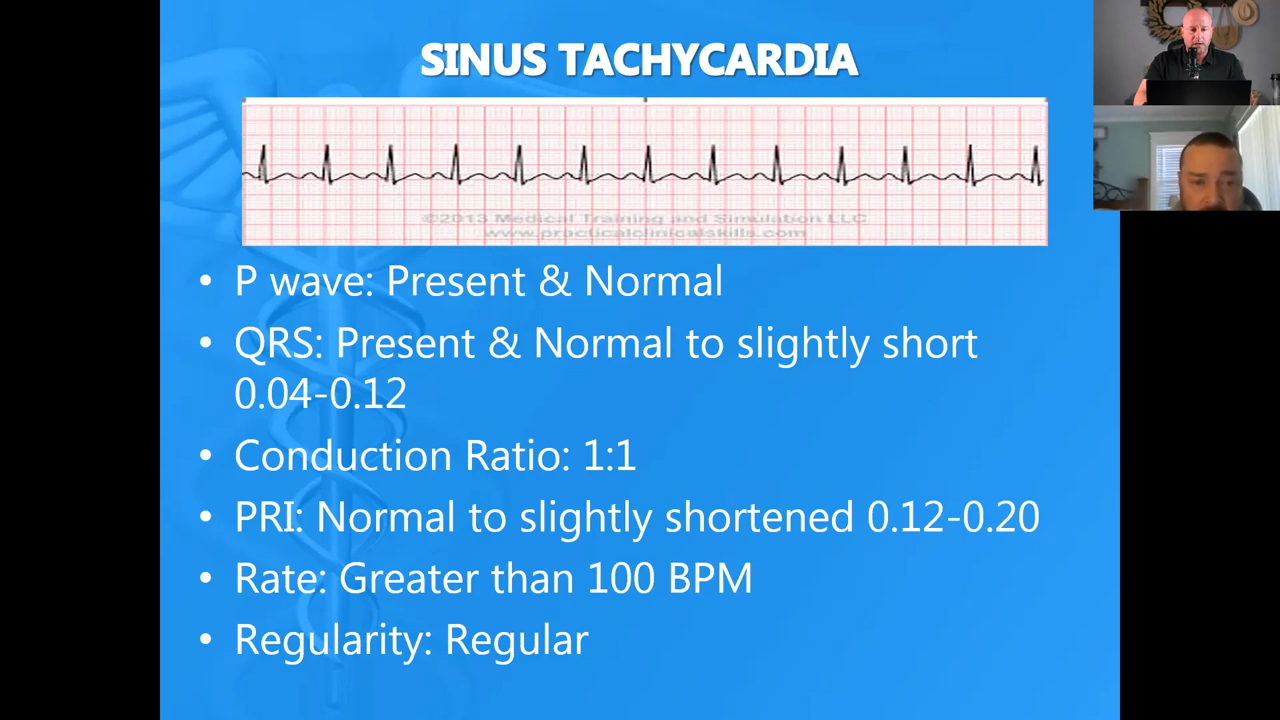 SINUS TACHYCARDIA
©2013 Medical Training and Simulation LLC
www.practicalclinicalskills.com
• P wave: Present & Normal
• QRS: Present & Normal to slightly short
0.04-0.12
• Conduction Ratio: 1:1
• PRI: Normal to slightly shortened 0.12-0.20
• Rate: Greater than 100 BPM
• Regularity: Regular